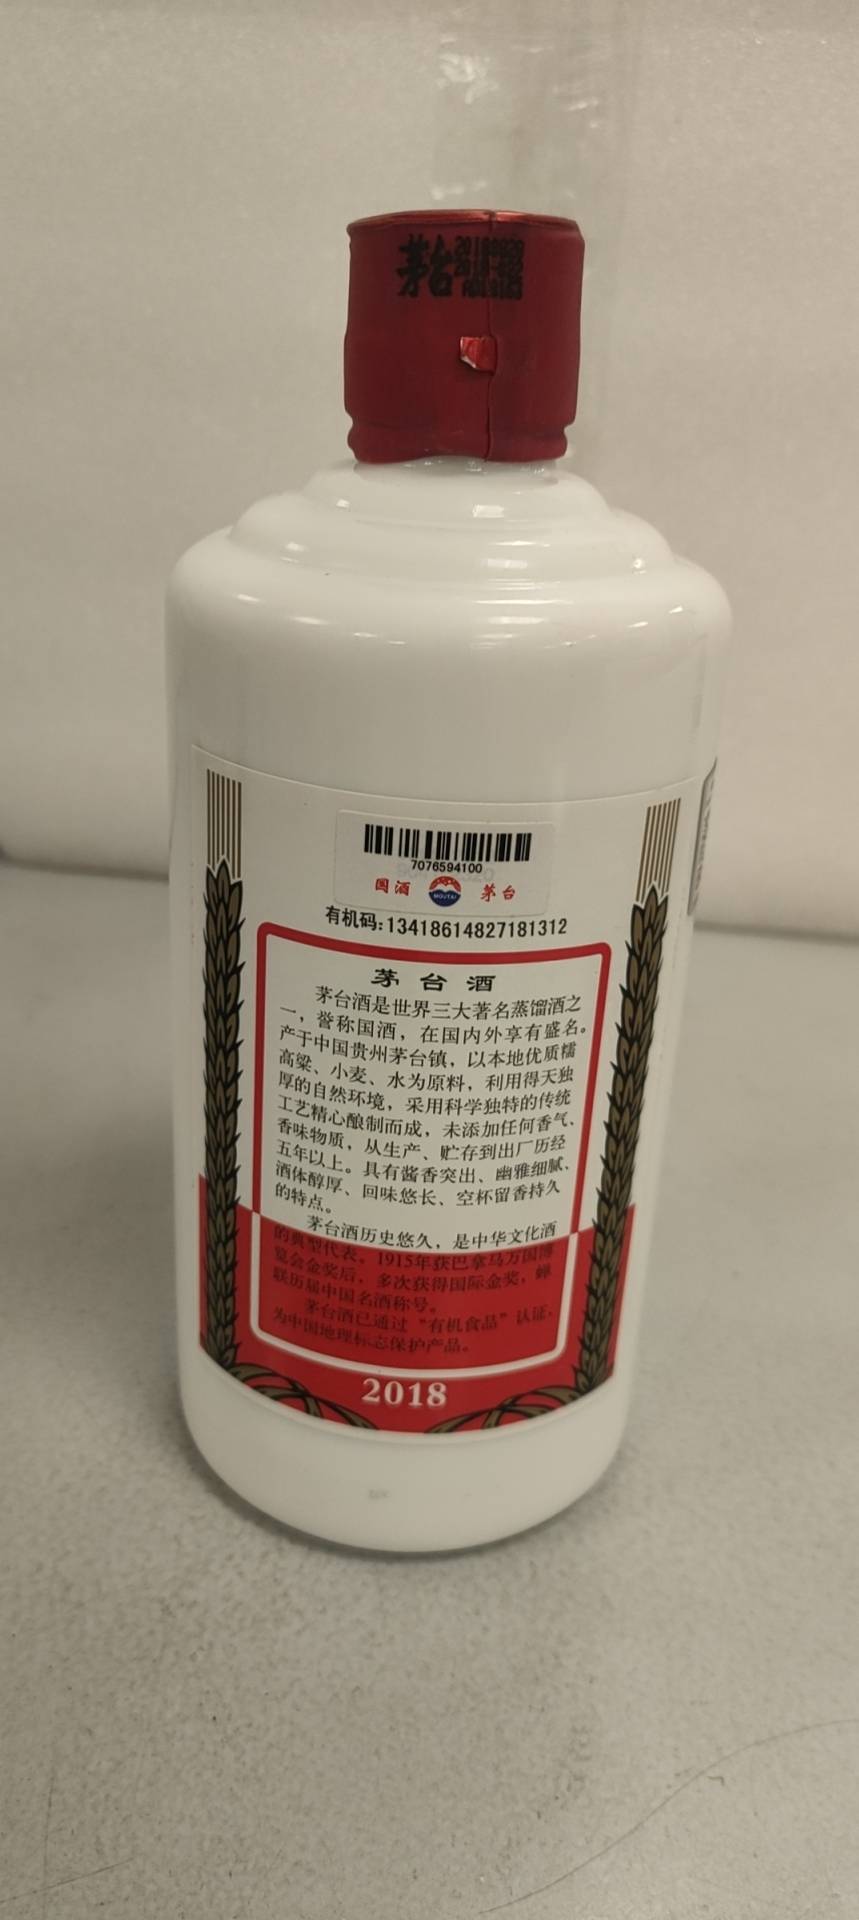 茅台
7076594100
国酒 MOUTAI 茅台
有机码:13418614827181312
茅台酒
茅台酒是世界三大著名蒸馏酒之
一，誉称国酒，在国内外享有盛名。
产于中国贵州茅台镇，以本地优质糯
高粱、小麦、水为原料，利用得天独
厚的自然环境，采用科学独特的传统
工艺精心酿制而成，未添加任何香气、
香味物质，从生产、贮存到出厂历经
五年以上。具有酱香突出、幽雅细腻、
酒体醇厚、回味悠长、空杯留香持久
的特点。
茅台酒历史悠久，是中华文化酒
的典型代表。1915年获巴拿马万国博
览会金奖后，多次获得国际金奖，蝉
联历届中国名酒称号。
茅台酒已通过“有机食品”认证，
为中国地理标志保护产品。
2018